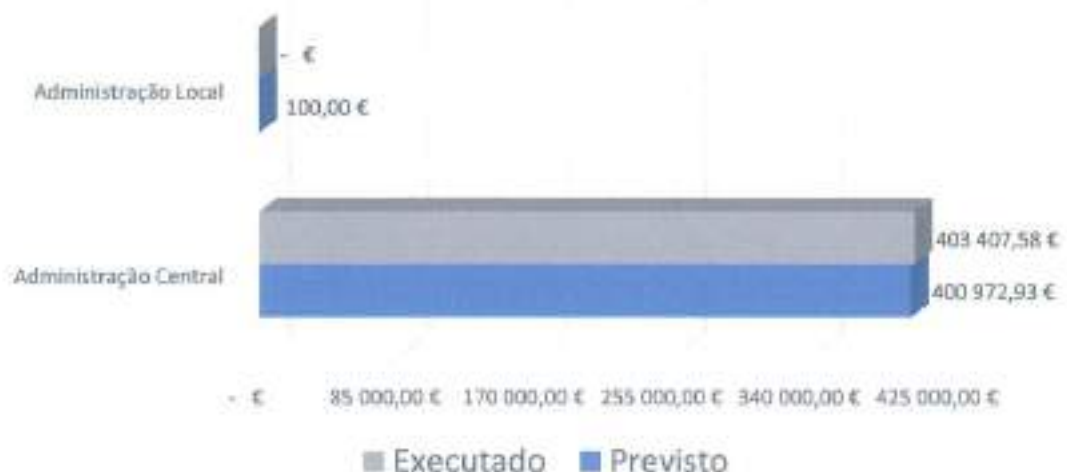 - €
Administração Local
100,00 €
403 407,58 €
Administração Central
400 972,93 €
- € 85 000,00 € 170 000,00 € 255 000,00 € 340 000,00 € 425 000,00 €
Executado Previsto